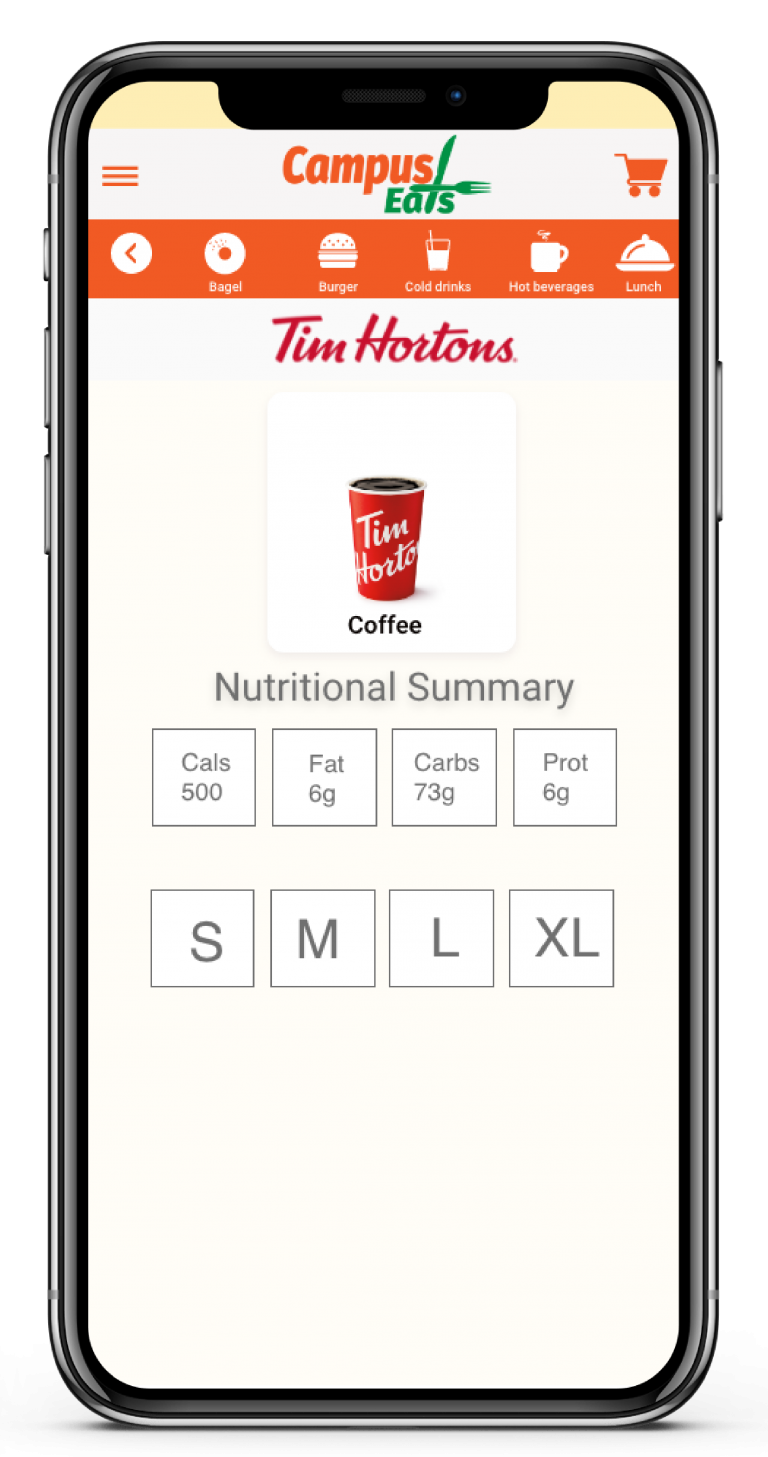 Campus
Eats
Bagel
Burger
Cold drinks
Hot beverages
Lunch
Tim Hortons.
Tim
Horto
Coffee
Nutritional Summary
Cals Fat Carbs Prot
500 6g 73g 6g
S M L XL